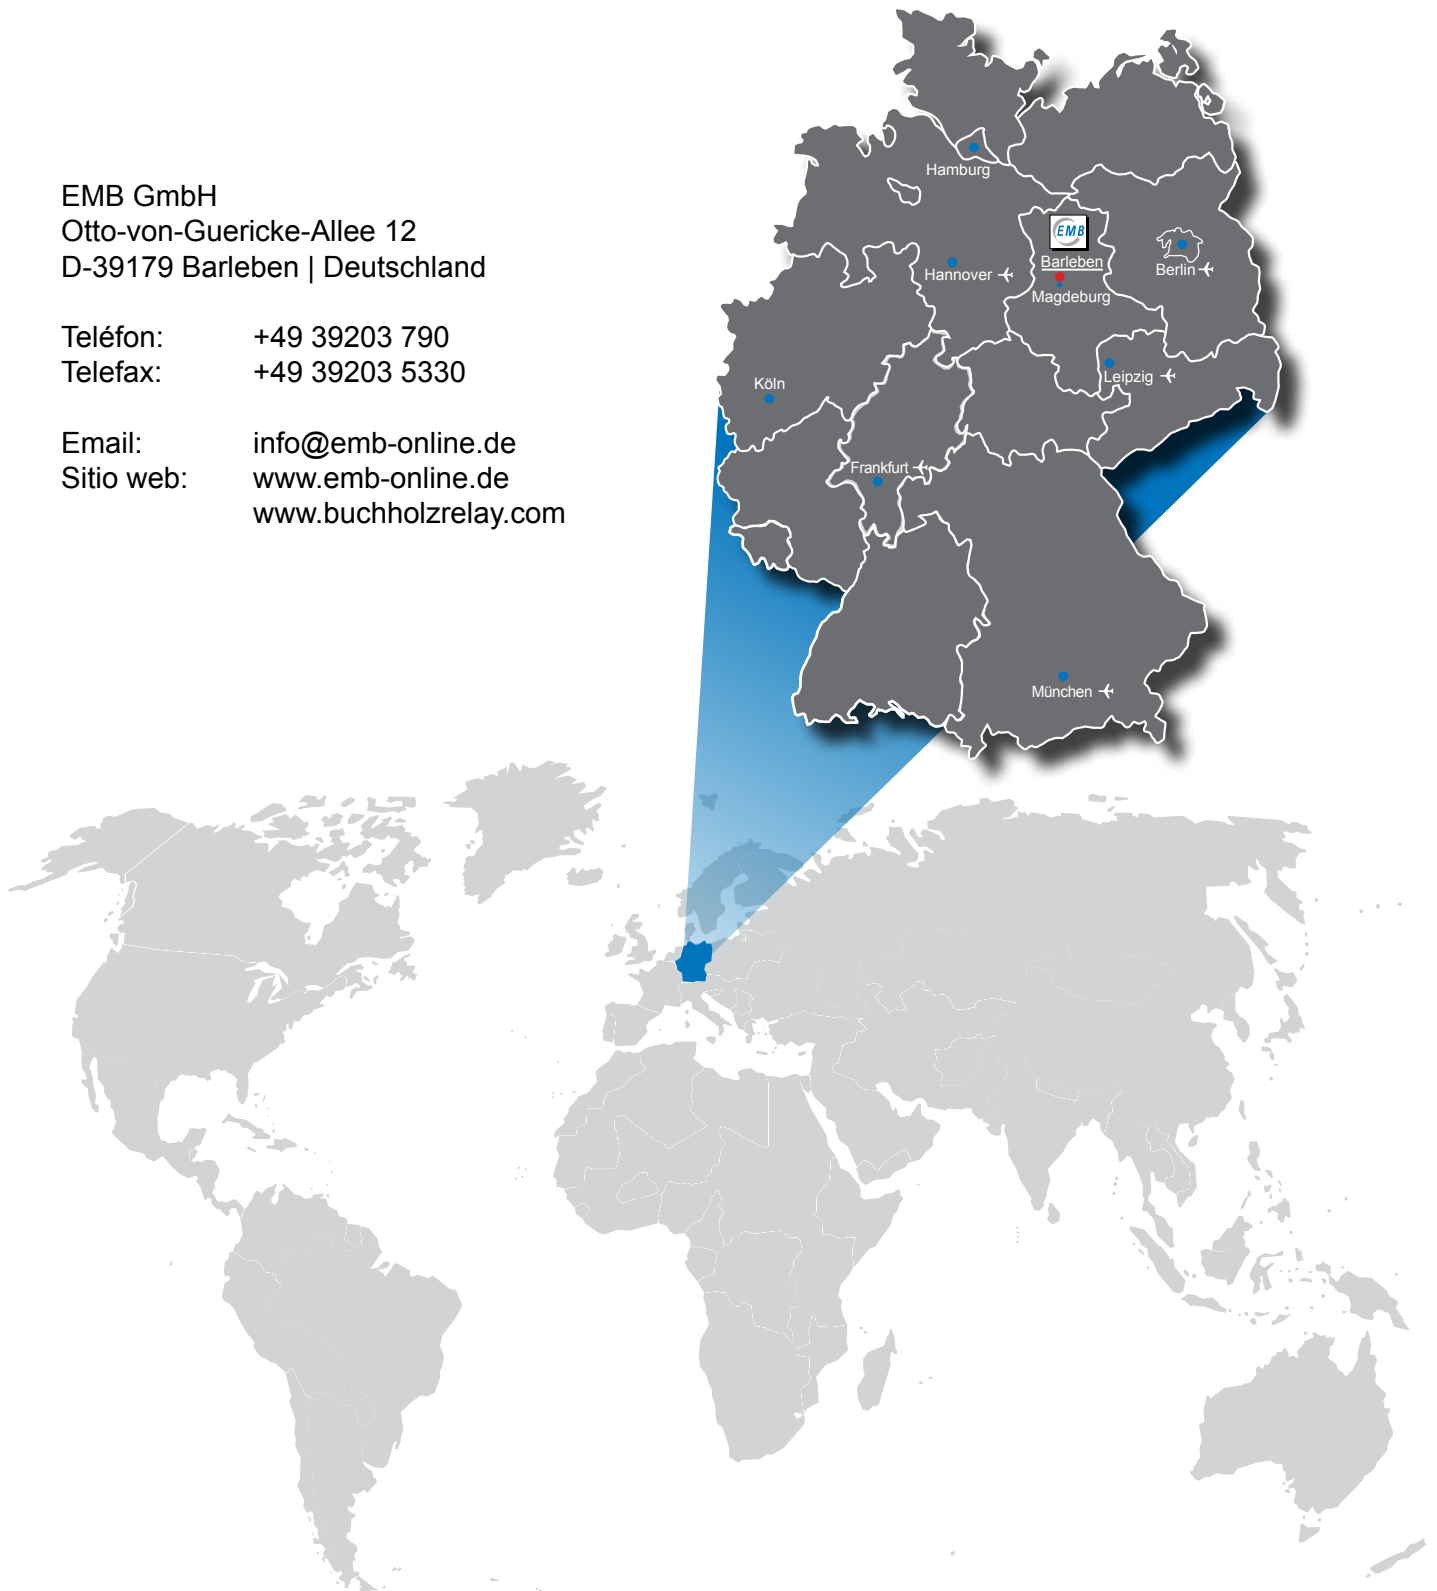 EMB GmbH
Otto-von-Guericke-Allee 12
D-39179 Barleben | Deutschland
Teléfon: +49 39203 790
Telefax: +49 39203 5330
Email: info@emb-online.de
Sitio web: www.emb-online.de
www.buchholzrelay.com
Hamburg
EMB
Barleben
Hannover
Berlin
Magdeburg
Leipzig
Köln
Frankfurt
München